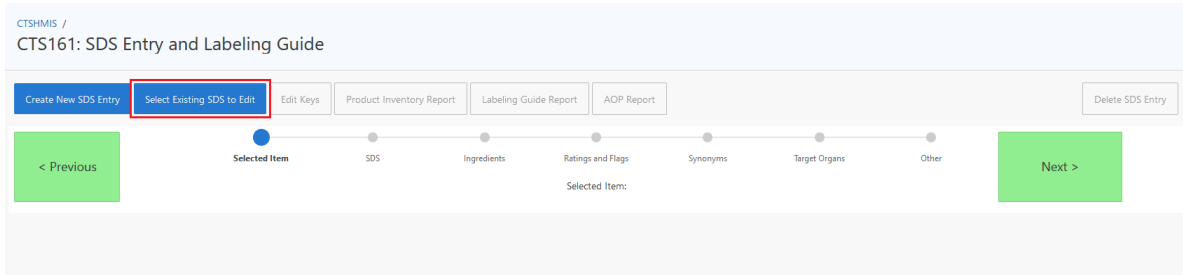 CTSHMIS /
CTS161: SDS Entry and Labeling Guide
Create New SDS Entry Select Existing SDS to Edit Edit Keys Product Inventory Report Labeling Guide Report AOP Report Delete SDS Entry
< Previous
Selected Item SDS Ingredients Ratings and Flags Synonyms Target Organs Other
Next >
Selected Item: